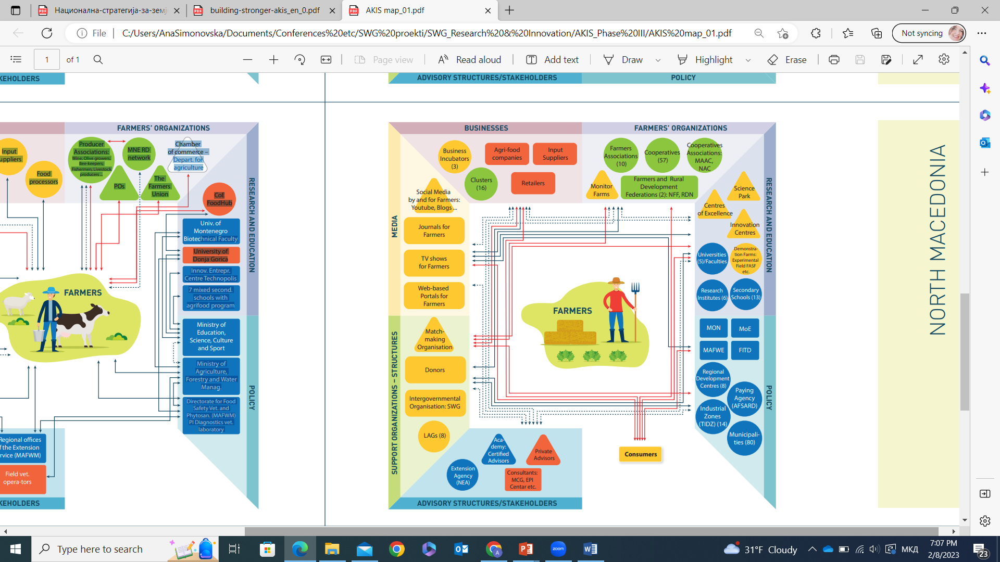 Национална-стратегија-за-зем
building-stronger-akis_en_0.pdf
AKIS map_01.pdf
File
C:/Users/AnaSimonovska/Documents/Conferences%20etc/SWG%20proekti/SWG_Research%20&%20Innovation/AKIS_Phase%20III/AKIS%20map_01.pdf
Not syncing
1 of 1
Page view
Read aloud
Add text
Draw
Highlight
Erase
KEHOLDERS
ADVISORY STRUCTURES/STAKEHOLDERS
POLICY
FARMERS' ORGANIZATIONS
Input
uppliers
Food
processors
Producer
Associations:
Wine; Olive growers;
Bee-keepers;
Fishermen; Livestock
producers ...
MNE RD
network
Chamber
of commerce –
Depart. for
agriculture
POs
The
Farmers
Union
CoE
FoodHub
Univ. of
Montenegro
Biotechnical Faculty
University of
Donja Gorica
Innov. Entrepr.
Centre Technopolis
7 mixed second.
schools with
agrifood program
RESEARCH AND EDUCATION
FARMERS
Ministry of
Education,
Science, Culture
and Sport
Ministry of
Agriculture,
Forestry and Water
Manag.
Directorate for Food
Safety Vet. and
Phytosan. (MAFWM)
PI Diagnostics vet.
laboratory
POLICY
Regional offices
f the Extension
rvice (MAFWM)
Field vet.
opera-tors
KEHOLDERS
BUSINESSES
FARMERS' ORGANIZATIONS
Business
Incubators
(3)
Agri-food
companies
Input
Suppliers
Clusters
(16)
Retailers
Farmers
Associations
(10)
Cooperatives
(57)
Cooperatives
Associations:
MAAC,
NAC
Monitor
Farms
Farmers and Rural
Development
Federations (2): NFF, RDN
MEDIA
Social Media
by and for Farmers:
Youtube, Blogs ...
Journals for
Farmers
TV shows
for Farmers
Web-based
Portals for
Farmers
RESEARCH AND EDUCATION
Science
Park
Centres
of Excellence
Innovation
Centres
Universities
(5)/Faculties
Demonstra-
tion Farms:
Experimental
Field FASF
etc.
Research
Institutes (6)
Secondary
Schools (13)
FARMERS
SUPPORT ORGANIZATIONS – STRUCTURES
Match-
making
Organisation
Donors
Intergovernmental
Organisation: SWG
LAGs (8)
POLICY
MON
MoE
MAFWE
FITD
Regional
Development
Centres (8)
Paying
Agency
(AFSARD)
Industrial
Zones
(TIDZ) (14)
Municipali-
ties (80)
Aca-
demy:
Certified
Advisors
Private
Advisors
Extension
Agency
(NEA)
Consultants:
MCG, EPI
Centar etc.
Consumers
ADVISORY STRUCTURES/STAKEHOLDERS
NORTH MACEDONIA
Type here to search
31°F Cloudy
МКД
7:07 PM
2/8/2023
23